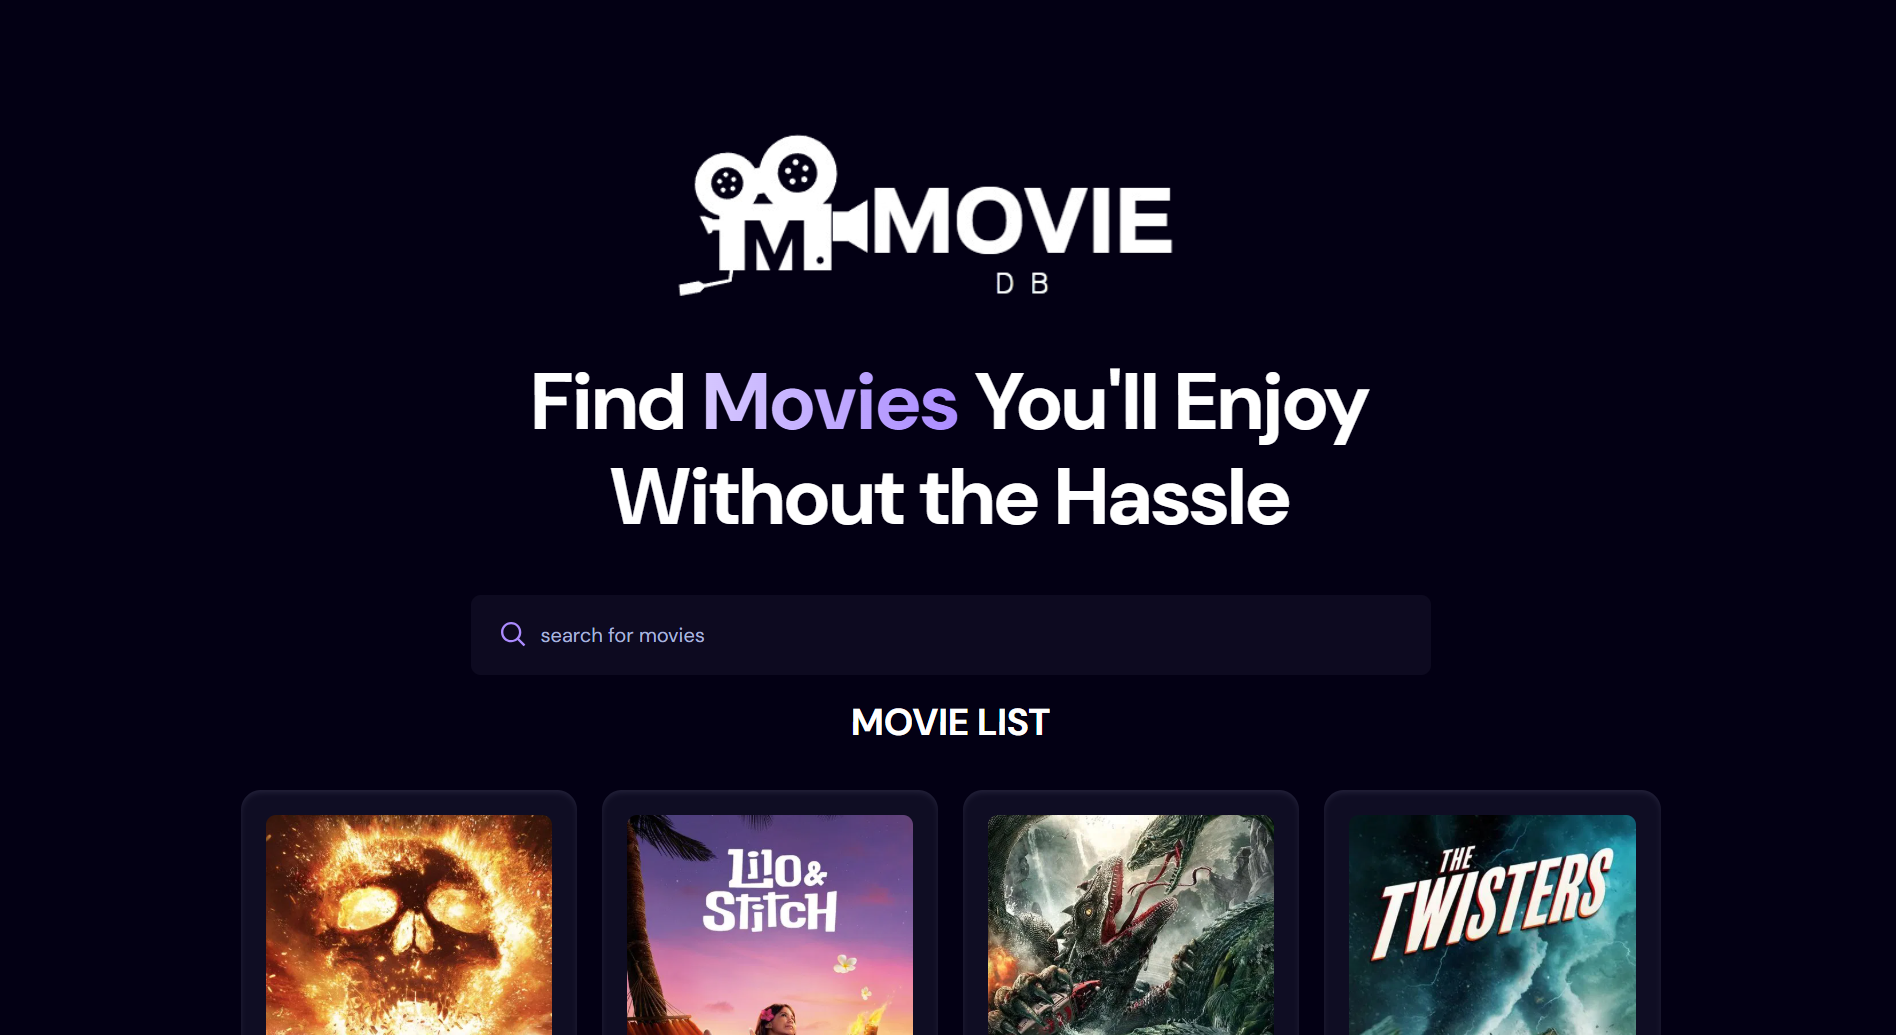 M.
MOVIE
D B
Find Movies You'll Enjoy
Without the Hassle
search for movies
MOVIE LIST
LiLO &
StitcH
THE
TWISTERS